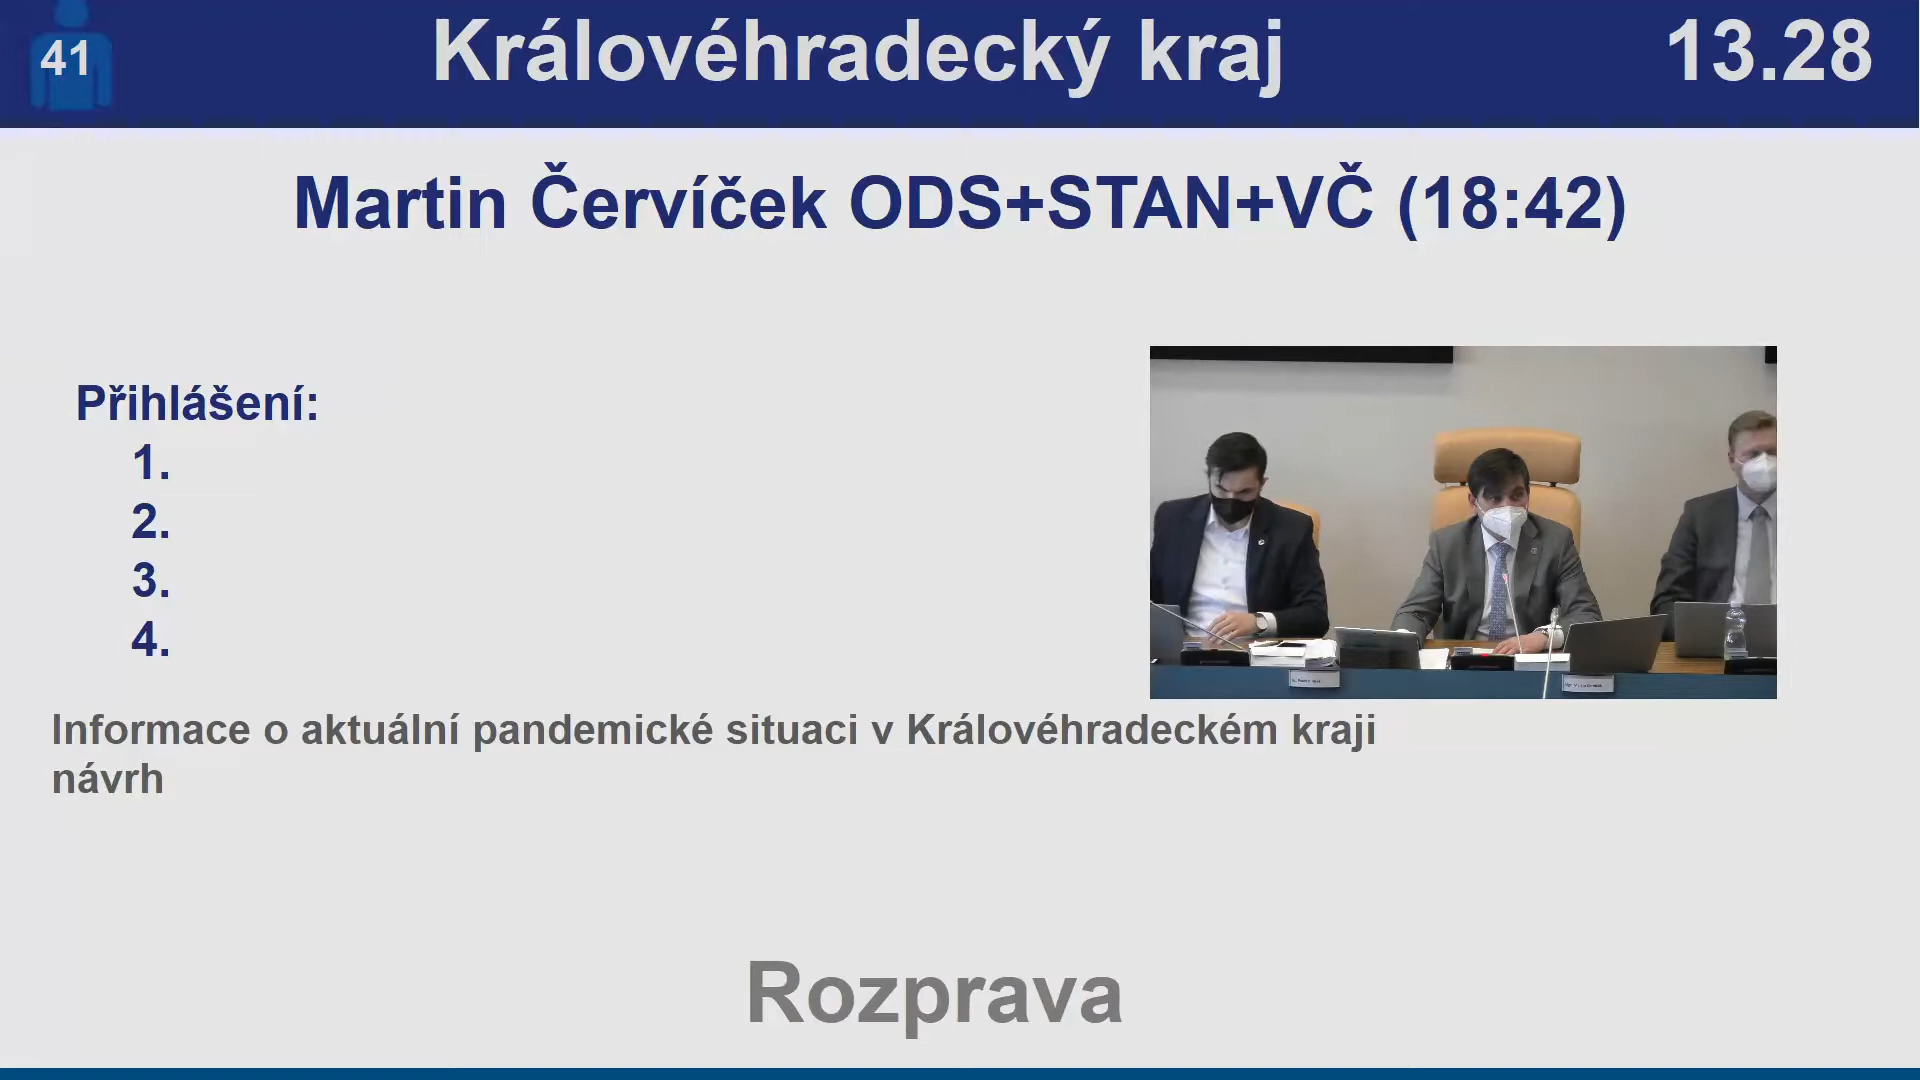 41
Královéhradecký kraj
13.28
Martin Červíček ODS+STAN+VČ (18:42)
Přihlášení:
1.
2.
3.
4.
Informace o aktuální pandemické situaci v Královéhradeckém kraji
návrh
Rozprava